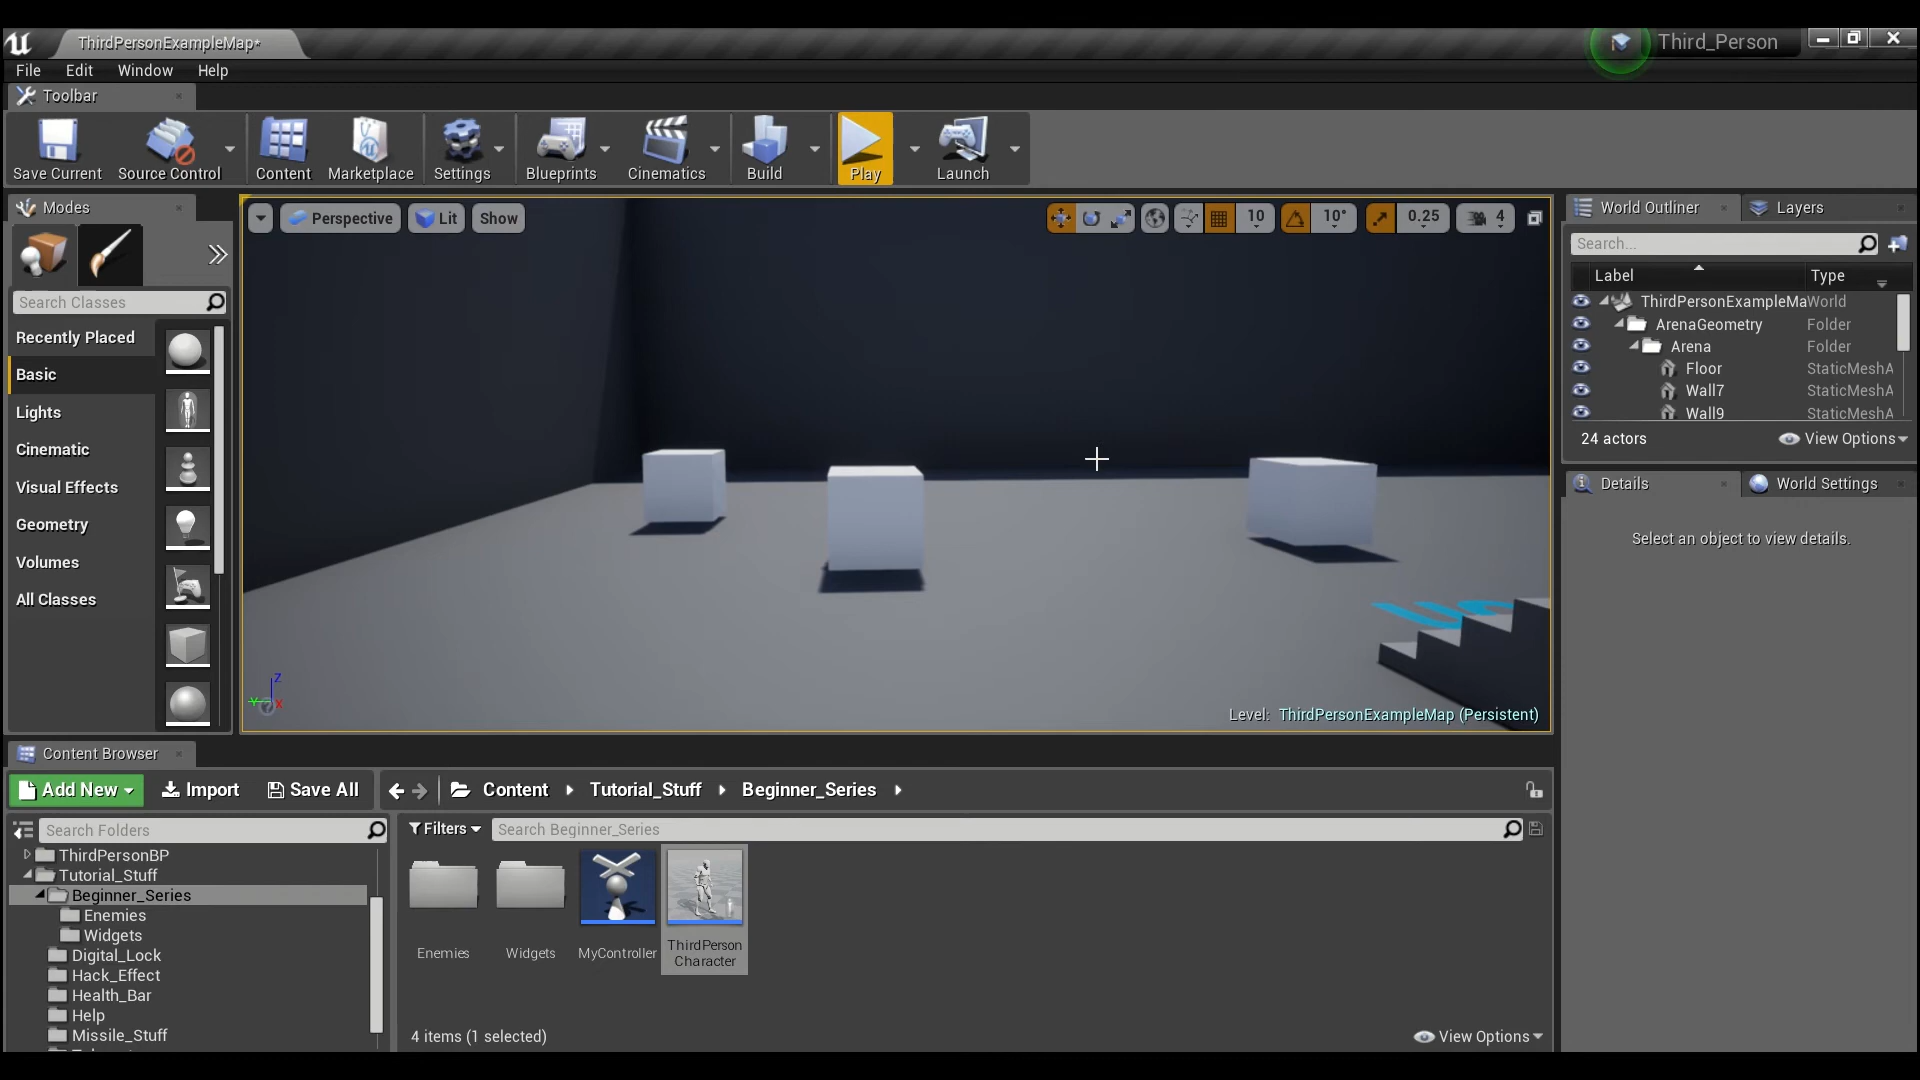 ThirdPersonExampleMap*
Third_Person
File Edit Window Help
Toolbar
Save Current Source Control Content Marketplace Settings Blueprints Cinematics Build Play Launch
Modes
Perspective Lit Show
10 10° 0.25 4
World Outliner Layers
Search...
Label Type
Search Classes
Recently Placed
Basic
Lights
Cinematic
Visual Effects
Geometry
Volumes
All Classes
ThirdPersonExampleMa World
ArenaGeometry Folder
Arena Folder
Floor StaticMeshA
Wall7 StaticMeshA
Wall9 StaticMeshA
24 actors View Options
Details World Settings
Select an object to view details.
Z
Y X
Level: ThirdPersonExampleMap (Persistent)
Content Browser
Add New Import Save All Content Tutorial_Stuff Beginner_Series
Search Folders
Filters Search Beginner_Series
ThirdPersonBP
Tutorial_Stuff
Beginner_Series
Enemies
Widgets
Digital_Lock
Hack_Effect
Health_Bar
Help
Missile_Stuff
Enemies Widgets MyController ThirdPerson
Character
4 items (1 selected) View Options